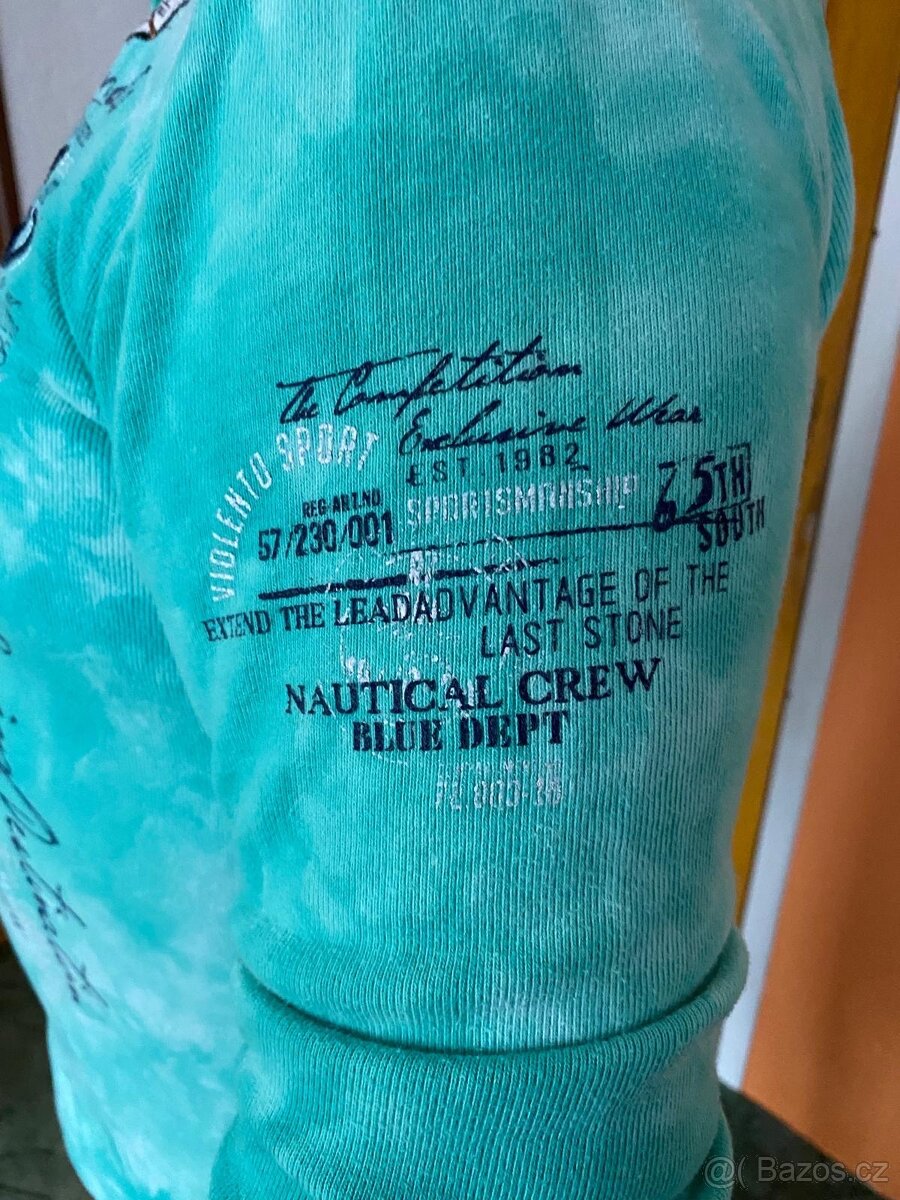 The Competition
Exclusive Wear
VIOLENTO SPORT
EST. 1982
REG-ART.NO
57/230/001
SPORTSMANSHIP
65TH
SOUTH
EXTEND THE LEADADVANTAGE OF THE
LAST STONE
NAUTICAL CREW
BLUE DEPT
@( Bazos.cz